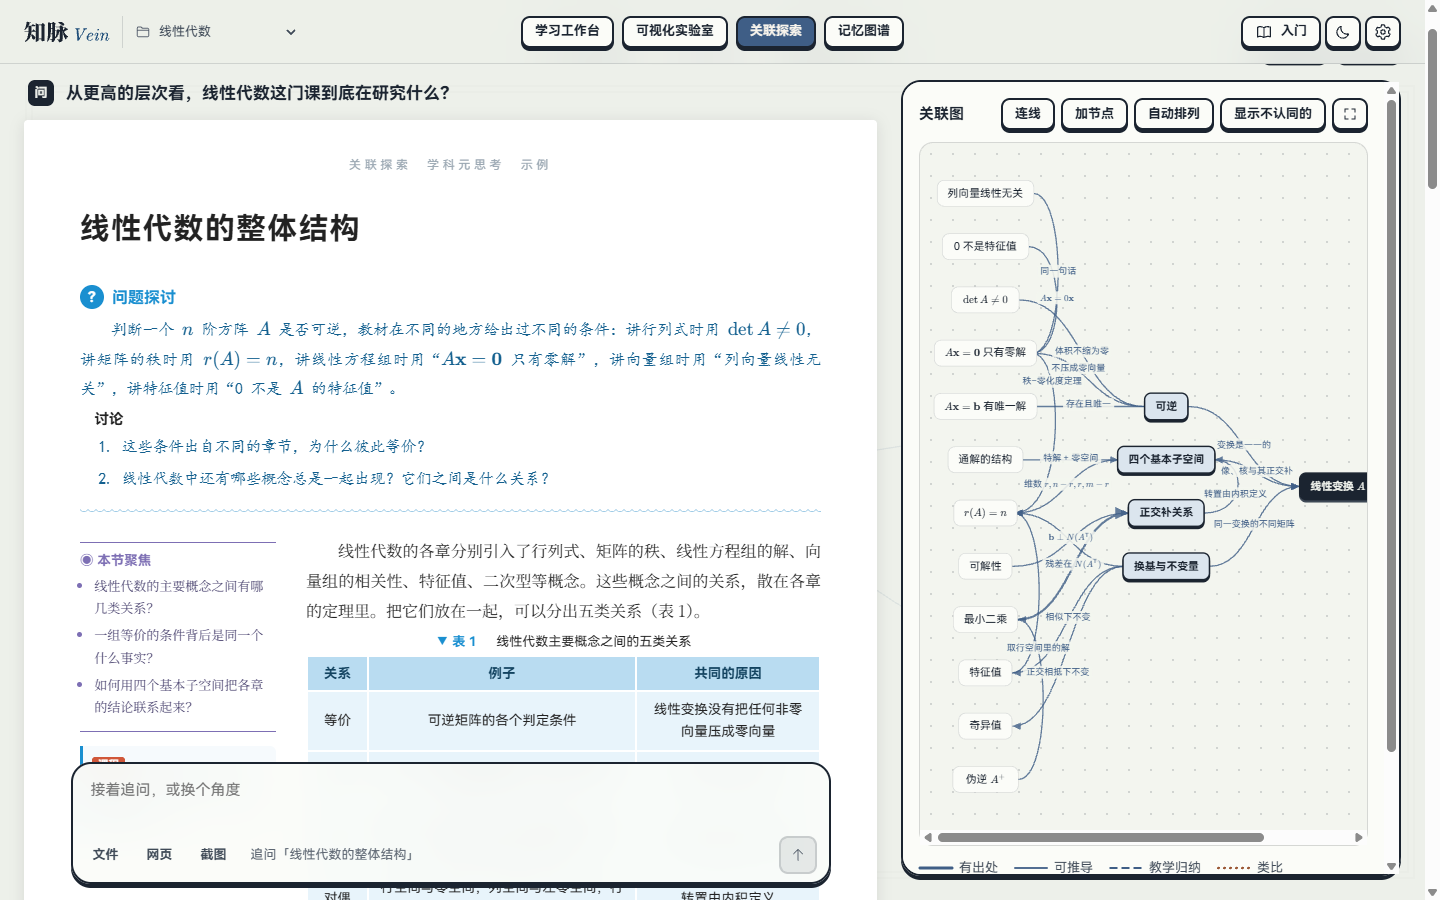 知脉 Vein
线性代数
学习工作台
可视化实验室
关联探索
记忆图谱
入门
问 从更高的层次看，线性代数这门课到底在研究什么？
关联探索 学科元思考 示例
线性代数的整体结构
? 问题探讨
判断一个 n 阶方阵 A 是否可逆，教材在不同的地方给出过不同的条件：讲行列式时用 det A ≠ 0，
讲矩阵的秩时用 r(A) = n，讲线性方程组时用“Ax = 0 只有零解”，讲向量组时用“列向量线性无
关”，讲特征值时用“0 不是 A 的特征值”。
讨论
1. 这些条件出自不同的章节，为什么彼此等价？
2. 线性代数中还有哪些概念总是一起出现？它们之间是什么关系？
本节聚焦
线性代数的主要概念之间有哪
几类关系？
一组等价的条件背后是同一个
什么事实？
如何用四个基本子空间把各章
的结论联系起来？
线性代数的各章分别引入了行列式、矩阵的秩、线性方程组的解、向
量组的相关性、特征值、二次型等概念。这些概念之间的关系，散在各章
的定理里。把它们放在一起，可以分出五类关系（表 1）。
▼ 表 1 线性代数主要概念之间的五类关系
关系 例子 共同的原因
等价 可逆矩阵的各个判定条件 线性变换没有把任何非零
向量压成零向量
接着追问，或换个角度
文件
网页
截图
追问「线性代数的整体结构」
对偶
转置由内积定义
关联图
连线
加节点
自动排列
显示不认同的
列向量线性无关
0 不是特征值
同一句话
det A ≠ 0
Ax = 0x
Ax = 0 只有零解
体积不缩为零
不压成零向量
秩–零化度定理
Ax = b 有唯一解
存在且唯一
可逆
变换是一一的
通解的结构
特解 + 零空间
四个基本子空间
像、核与其正交补
维数 r, n − r, r, m − r
线性变换 A
转置由内积定义
r(A) = n
正交补关系
同一变换的不同矩阵
b ⊥ N(Aᵀ)
可解性
残差在 N(Aᵀ)
换基与不变量
最小二乘
相似下不变
取行空间里的解
特征值
正交相抵下不变
奇异值
伪逆 A⁺
有出处
可推导
教学归纳
类比